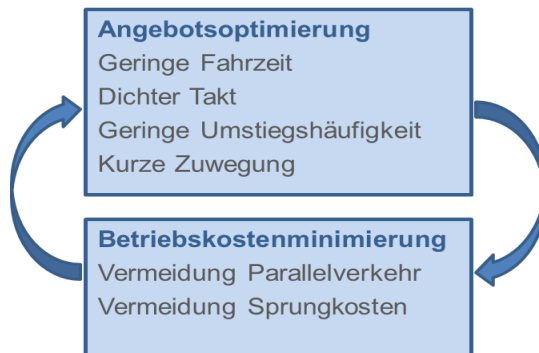 Angebotsoptimierung
Geringe Fahrzeit
Dichter Takt
Geringe Umstiegshäufigkeit
Kurze Zuwegung
Betriebskostenminimierung
Vermeidung Parallelverkehr
Vermeidung Sprungkosten